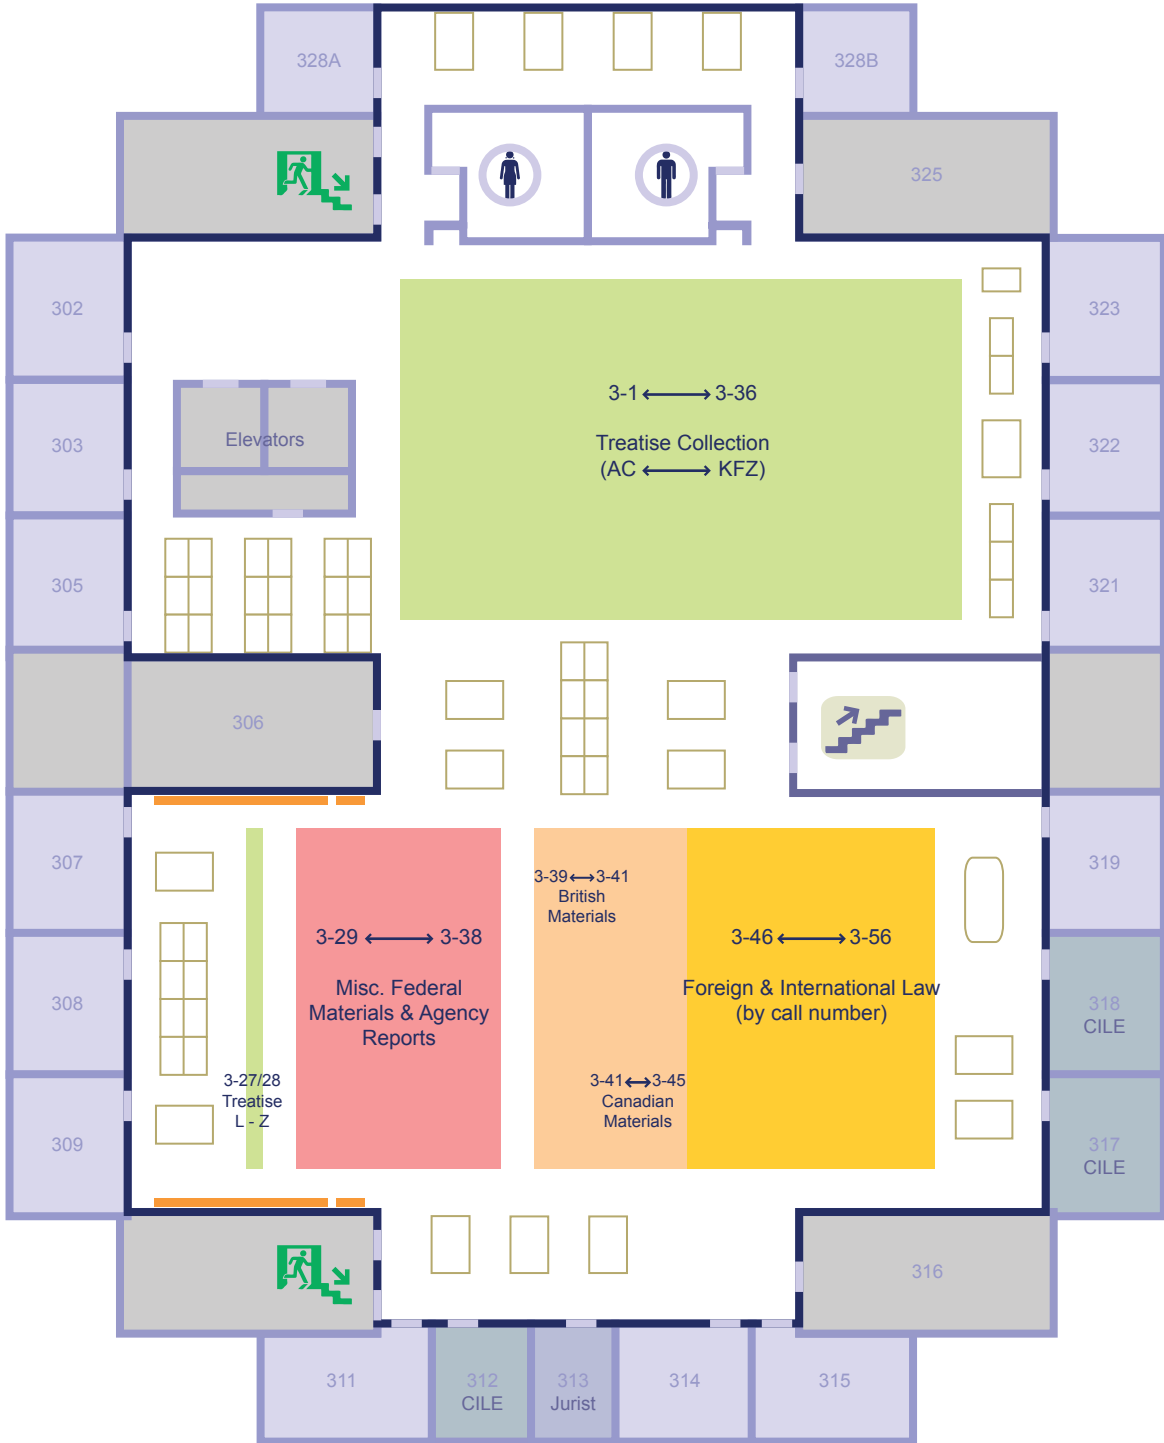 328A
328B
325
302
323
3-1 ⟷ 3-36
303
Elevators
Treatise Collection
(AC ⟷ KFZ)
322
305
321
306
307
319
3-39⟷3-41
British
Materials
3-29 ⟷ 3-38
3-46 ⟷ 3-56
Misc. Federal
Materials & Agency
Reports
Foreign & International Law
(by call number)
308
318
CILE
3-27/28
Treatise
L - Z
3-41⟷3-45
Canadian
Materials
309
317
CILE
316
311
312
CILE
313
Jurist
314
315